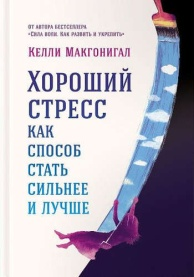 ОТ АВТОРА БЕСТСЕЛЛЕРА
«СИЛА ВОЛИ. КАК РАЗВИТЬ И УКРЕПИТЬ»
КЕЛЛИ МАКГОНИГАЛ
ХОРОШИЙ
СТРЕСС
КАК
СПОСОБ
СТАТЬ
СИЛЬНЕЕ
И ЛУЧШЕ